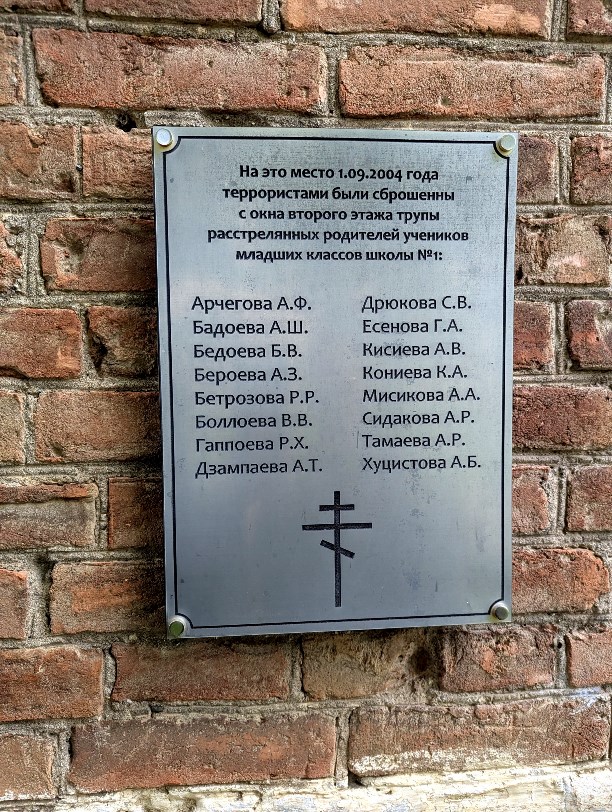 На это место 1.09.2004 года
террористами были сброшенны
с окна второго этажа трупы
расстрелянных родителей учеников
младших классов школы №1:
Арчегова А.Ф.
Бадоева А.Ш.
Бедоева Б.В.
Бероева А.З.
Бетрозова Р.Р.
Боллоева В.В.
Гаппоева Р.Х.
Дзампаева А.Т.
Дрюкова С.В.
Есенова Г.А.
Кисиева А.В.
Кониева К.А.
Мисикова А.А.
Сидакова А.Р.
Тамаева А.Р.
Хуцистова А.Б.